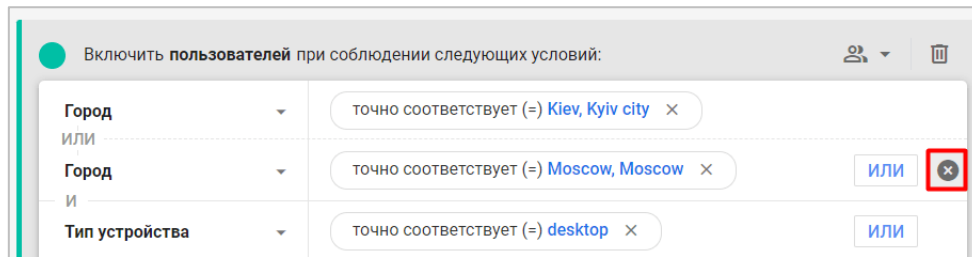 Включить пользователей при соблюдении следующих условий:
Город точно соответствует (=) Kiev, Kyiv city
ИЛИ
Город точно соответствует (=) Moscow, Moscow ИЛИ
И
Тип устройства точно соответствует (=) desktop ИЛИ